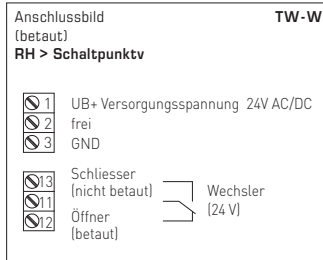 Anschlussbild TW-W
(betaut)
RH > Schaltpunktv
1 UB+ Versorgungsspannung 24V AC/DC
2 frei
3 GND
13 Schliesser
(nicht betaut)
11
Wechsler
(24 V)
12 Öffner
(betaut)